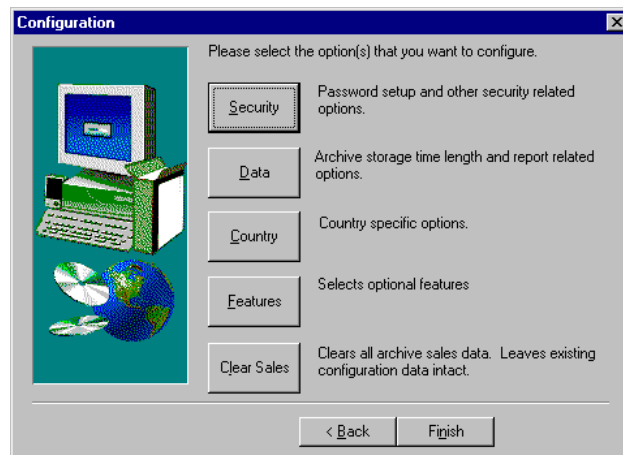 Configuration
Please select the option(s) that you want to configure.
Security
Password setup and other security related
options.
Data
Archive storage time length and report related
options.
Country
Country specific options.
Features
Selects optional features
Clear Sales
Clears all archive sales data. Leaves existing
configuration data intact.
< Back
Finish